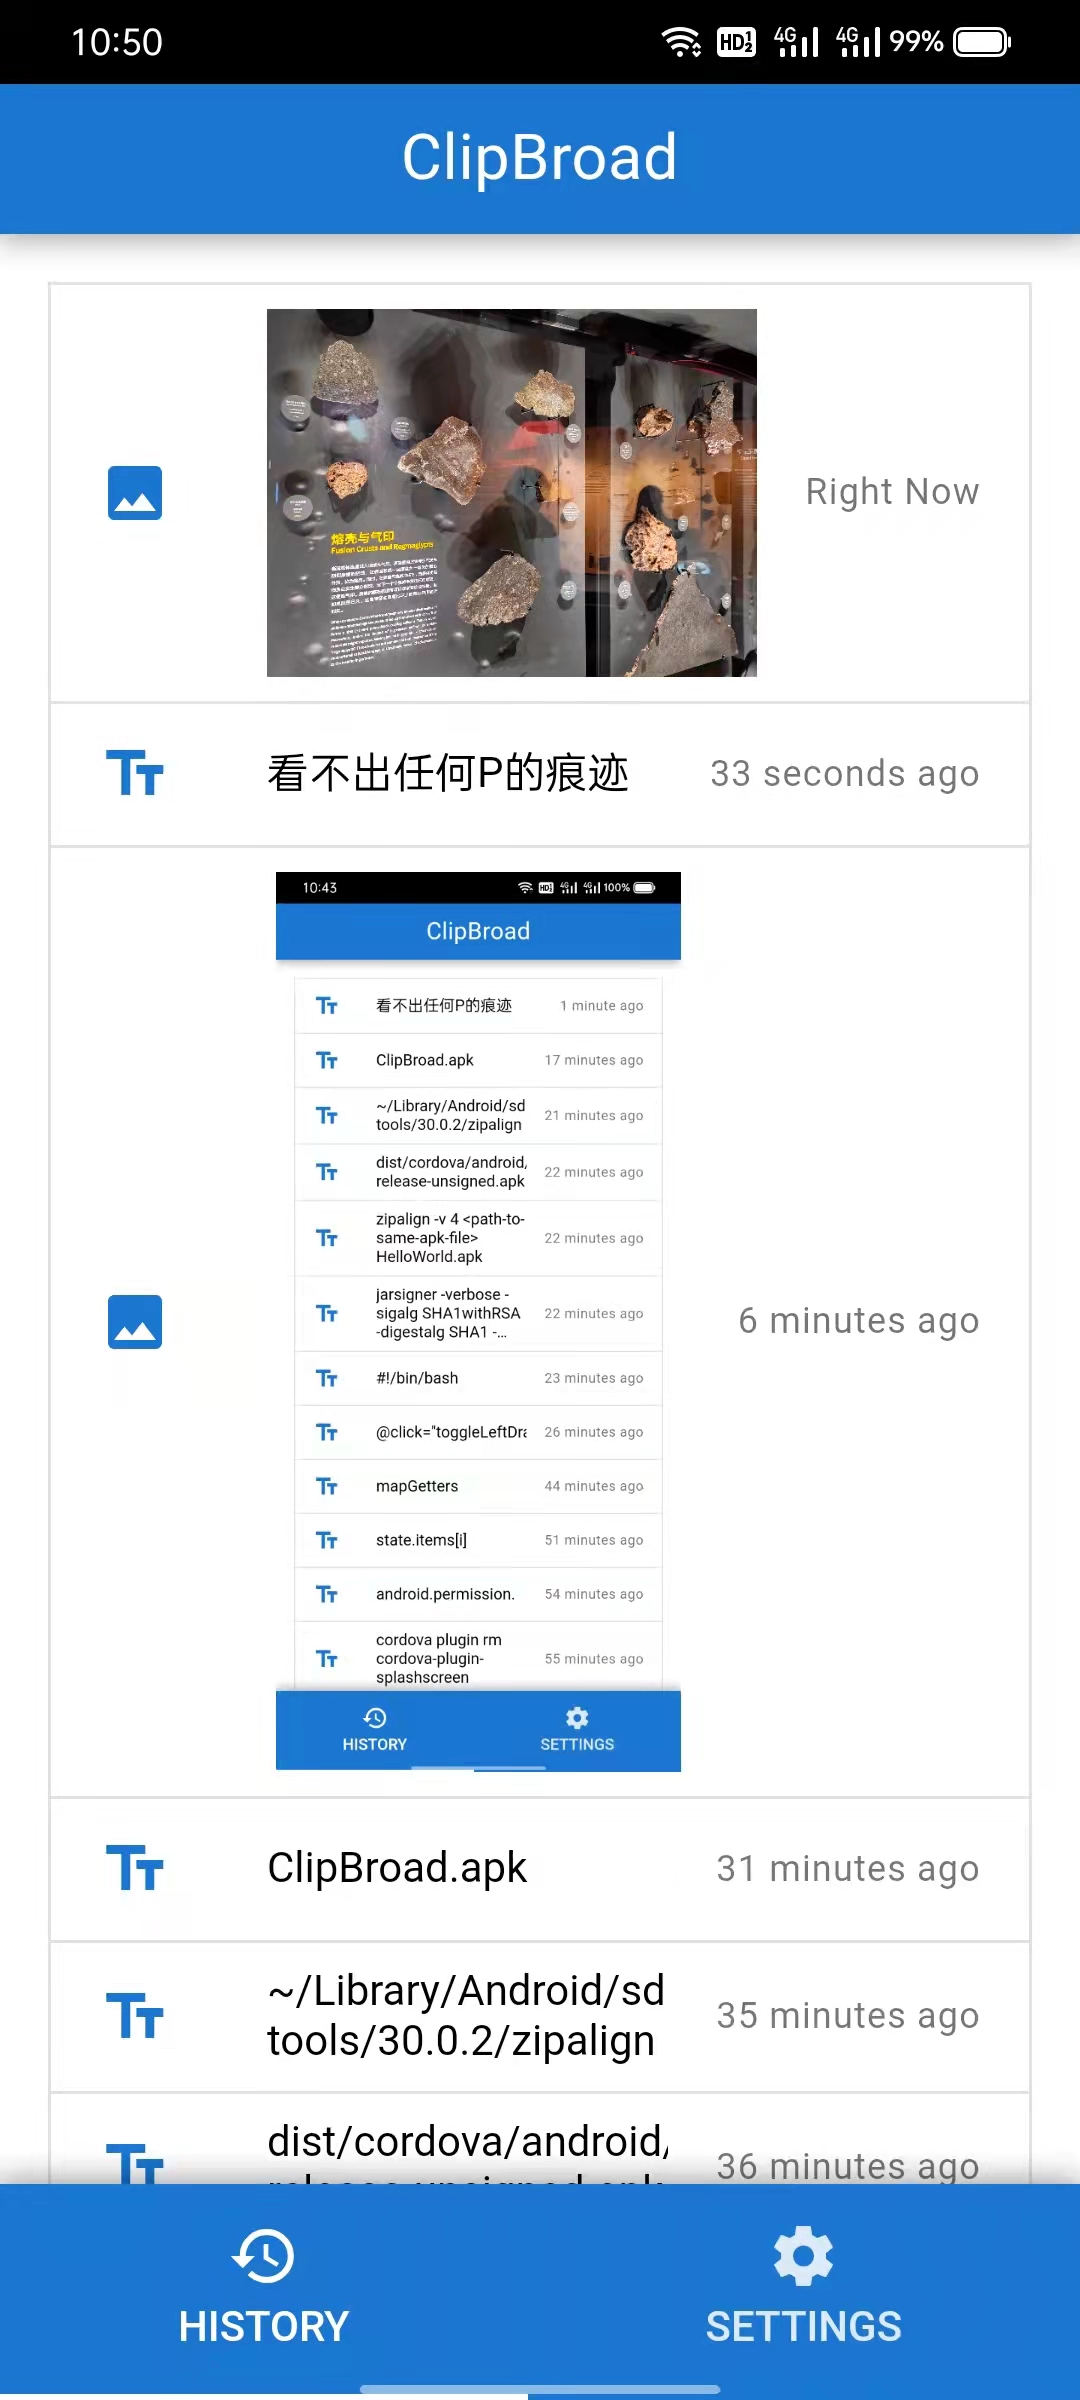 10:50
HD12
4G
4G
99%
ClipBroad
熔壳与气印
Fusion Crusts and Regmaglypts
Right Now
看不出任何P的痕迹
33 seconds ago
10:43
100%
ClipBroad
看不出任何P的痕迹
1 minute ago
ClipBroad.apk
17 minutes ago
~/Library/Android/sd
tools/30.0.2/zipalign
21 minutes ago
dist/cordova/android,
release-unsigned.apk
22 minutes ago
zipalign -v 4 <path-to-
same-apk-file>
HelloWorld.apk
22 minutes ago
jarsigner -verbose -
sigalg SHA1withRSA
-digestalg SHA1 -...
22 minutes ago
#!/bin/bash
23 minutes ago
@click="toggleLeftDra
26 minutes ago
mapGetters
44 minutes ago
state.items[i]
51 minutes ago
android.permission.
54 minutes ago
cordova plugin rm
cordova-plugin-
splashscreen
55 minutes ago
HISTORY
SETTINGS
6 minutes ago
ClipBroad.apk
31 minutes ago
~/Library/Android/sd
tools/30.0.2/zipalign
35 minutes ago
dist/cordova/android/
release-unsigned.apk
36 minutes ago
HISTORY
SETTINGS